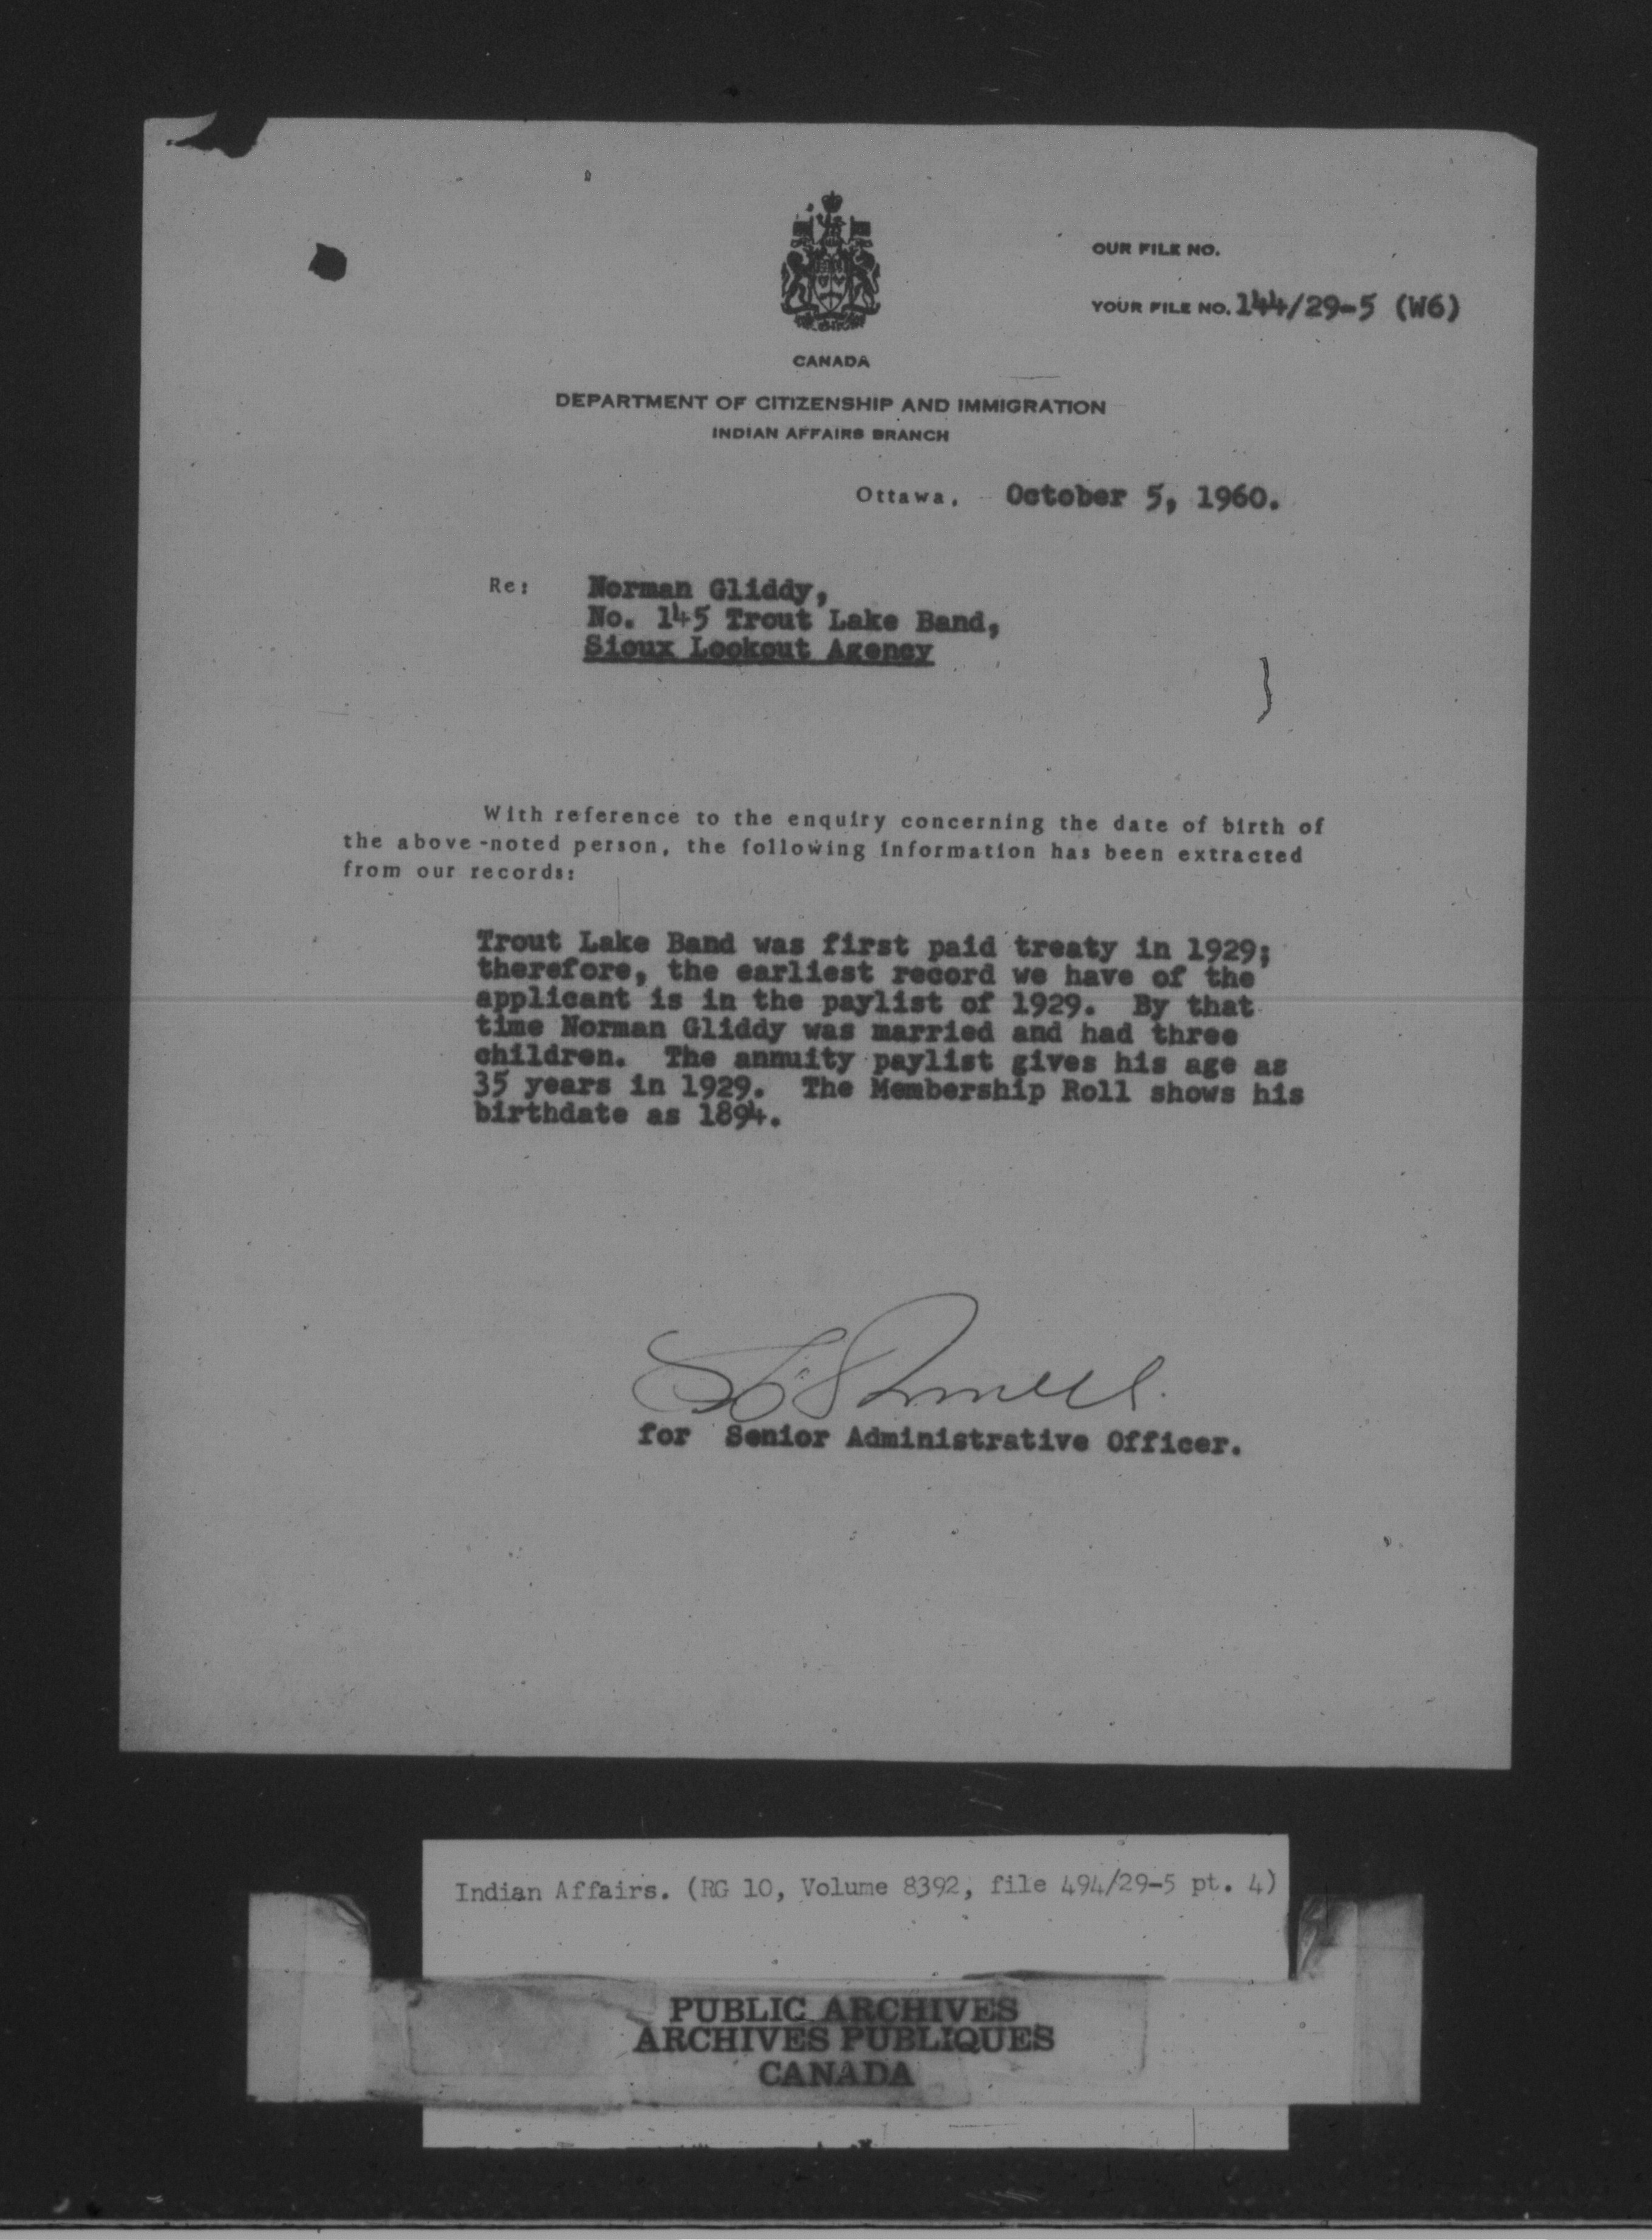 OUR FILE NO.
YOUR FILE NO. 144/29-5 (W6)
CANADA
DEPARTMENT OF CITIZENSHIP AND IMMIGRATION
INDIAN AFFAIRS BRANCH
Ottawa, October 5, 1960.
Re: Norman Gliddy,
No. 145 Trout Lake Band,
Sioux Lookout Agency
With reference to the enquiry concerning the date of birth of
the above-noted person, the following information has been extracted
from our records:
Trout Lake Band was first paid treaty in 1929;
therefore, the earliest record we have of the
applicant is in the paylist of 1929. By that
time Norman Gliddy was married and had three
children. The annuity paylist gives his age as
35 years in 1929. The Membership Roll shows his
birthdate as 1894.
for Senior Administrative Officer.
Indian Affairs. (RG 10, Volume 8392, file 494/29-5 pt. 4)
PUBLIC ARCHIVES
ARCHIVES PUBLIQUES
CANADA